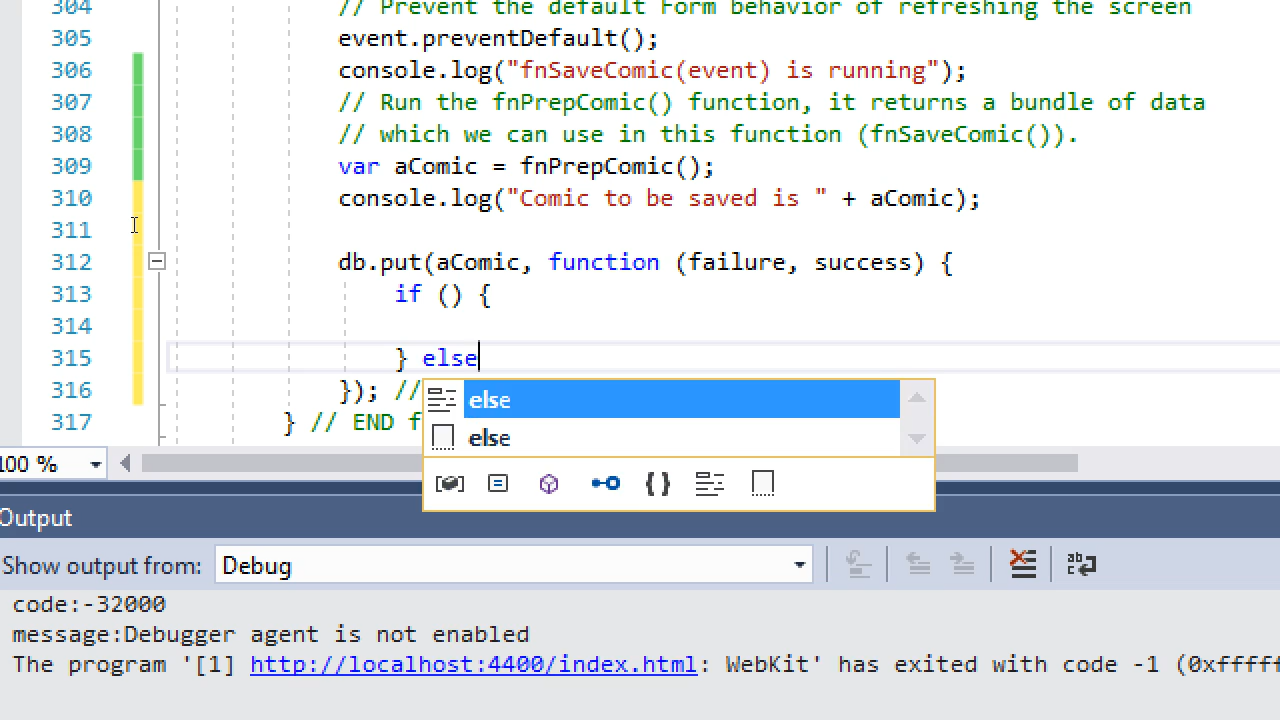 304 // Prevent the default Form behavior of refreshing the screen
305 event.preventDefault();
306 console.log("fnSaveComic(event) is running");
307 // Run the fnPrepComic() function, it returns a bundle of data
308 // which we can use in this function (fnSaveComic()).
309 var aComic = fnPrepComic();
310 console.log("Comic to be saved is " + aComic);
311
312 db.put(aComic, function (failure, success) {
313 if () {
314
315 } else
316 }); //
317 } // END f
else
else
100 %
Output
Show output from: Debug
code:-32000
message:Debugger agent is not enabled
The program '[1] http://localhost:4400/index.html: WebKit' has exited with code -1 (0xfffff